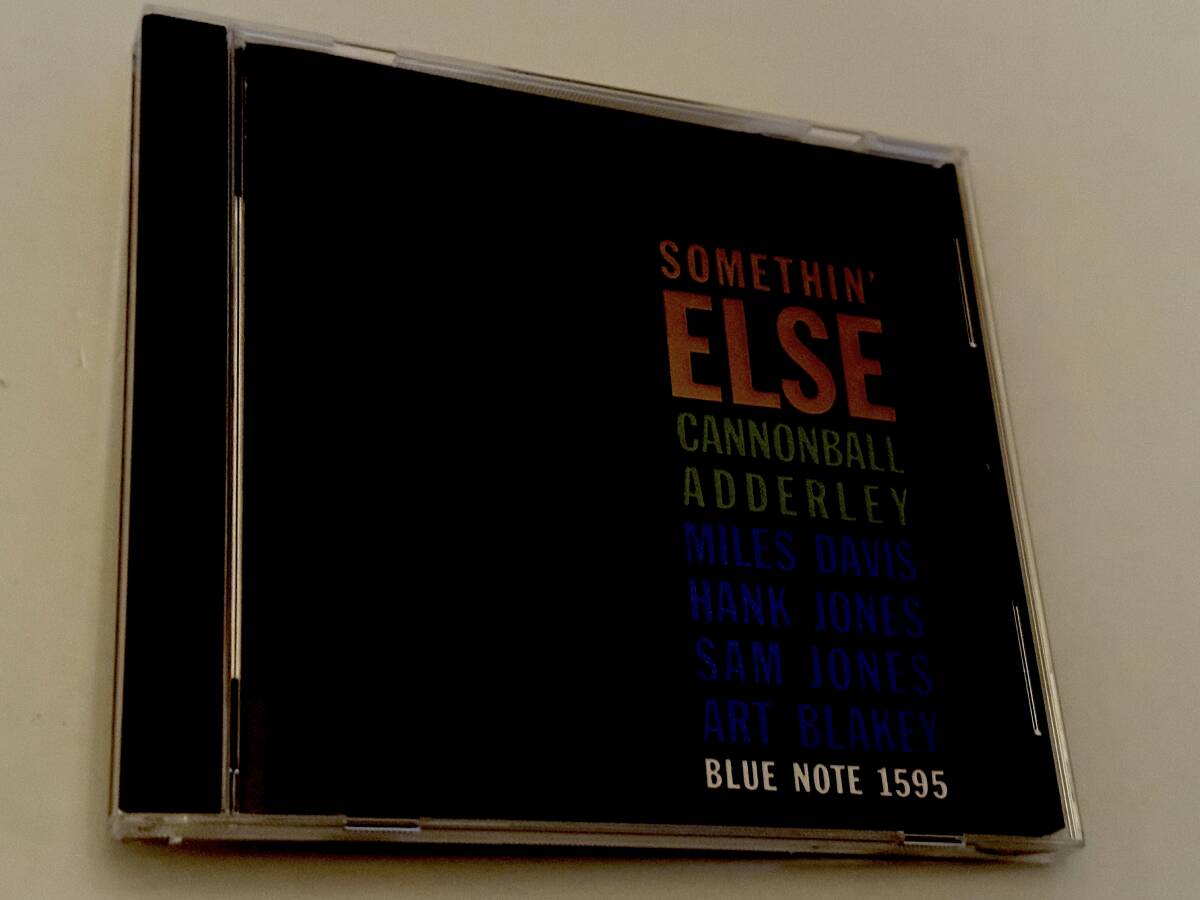 SOMETHIN'
ELSE
CANNONBALL
ADDERLEY
MILES DAVIS
HANK JONES
SAM JONES
ART BLAKEY
BLUE NOTE 1595